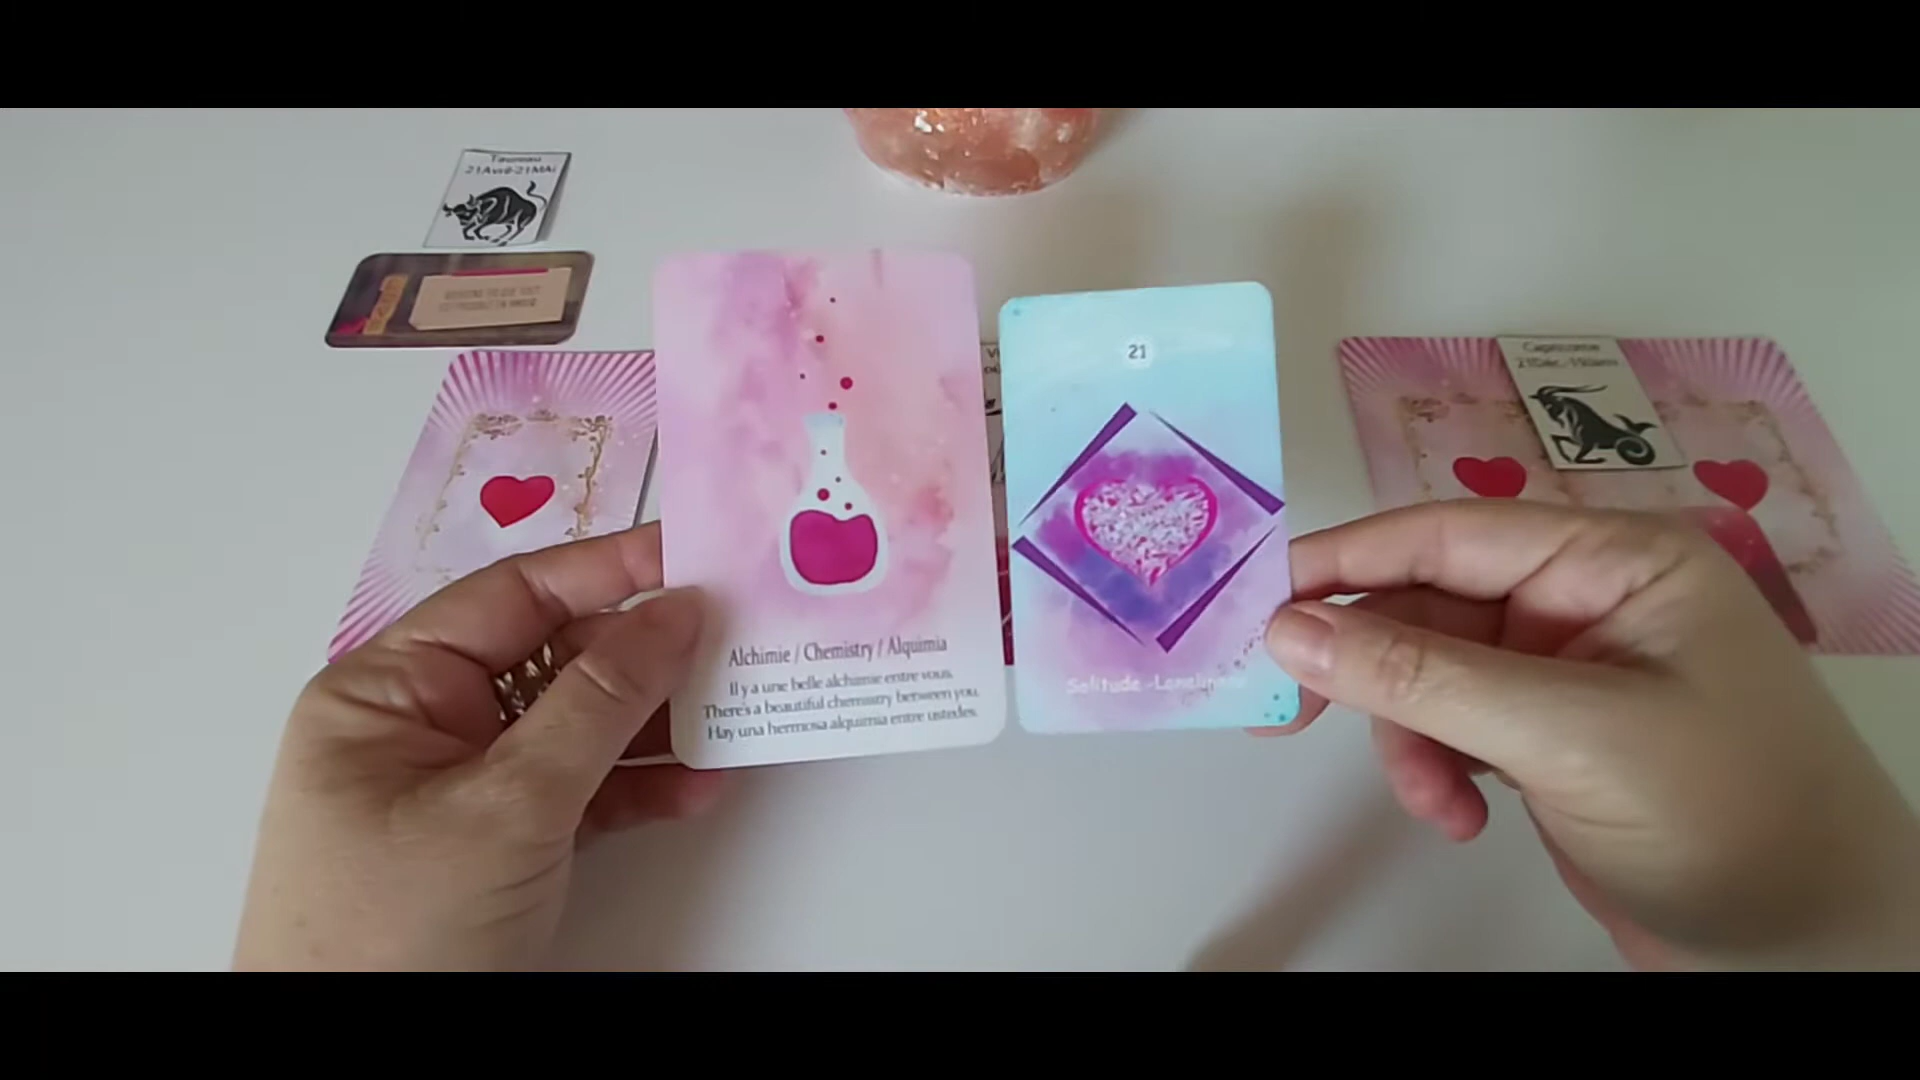 Taureau
21Avril-21MAi
21
Capricorne
Alchimie / Chemistry / Alquimia
Il y a une belle alchimie entre vous.
There's a beautiful chemistry between you.
Hay una hermosa alquimia entre ustedes.
Solitude -Loneliness